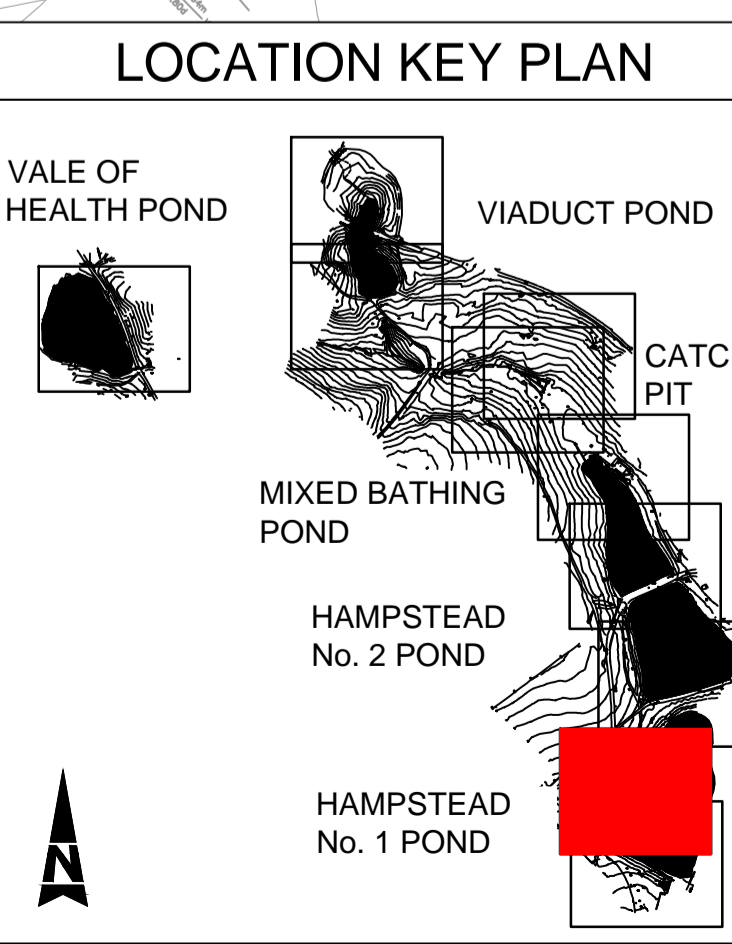 LOCATION KEY PLAN
VALE OF
HEALTH POND
VIADUCT POND
CATC
PIT
MIXED BATHING
POND
HAMPSTEAD
No. 2 POND
HAMPSTEAD
No. 1 POND
N